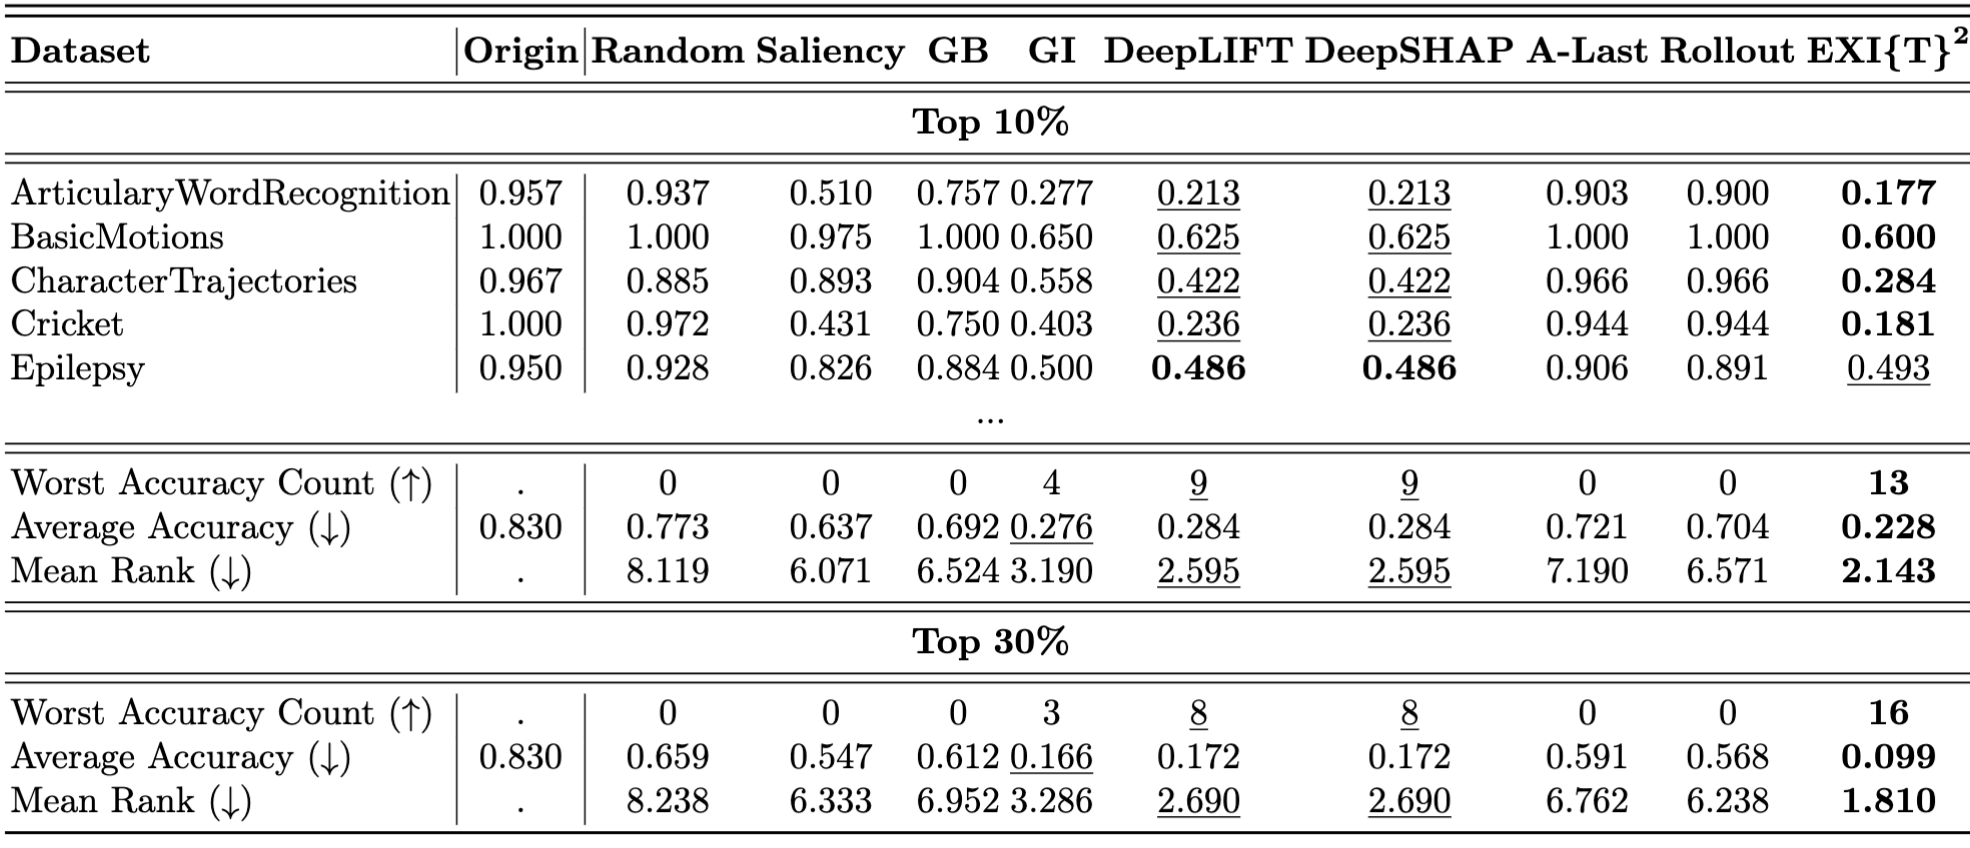 Dataset Origin Random Saliency GB GI DeepLIFT DeepSHAP A-Last Rollout EXI{T}²
Top 10%
ArticularyWordRecognition 0.957 0.937 0.510 0.757 0.277 0.213 0.213 0.903 0.900 0.177
BasicMotions 1.000 1.000 0.975 1.000 0.650 0.625 0.625 1.000 1.000 0.600
CharacterTrajectories 0.967 0.885 0.893 0.904 0.558 0.422 0.422 0.966 0.966 0.284
Cricket 1.000 0.972 0.431 0.750 0.403 0.236 0.236 0.944 0.944 0.181
Epilepsy 0.950 0.928 0.826 0.884 0.500 0.486 0.486 0.906 0.891 0.493
...
Worst Accuracy Count (↑) . 0 0 0 4 9 9 0 0 13
Average Accuracy (↓) 0.830 0.773 0.637 0.692 0.276 0.284 0.284 0.721 0.704 0.228
Mean Rank (↓) . 8.119 6.071 6.524 3.190 2.595 2.595 7.190 6.571 2.143
Top 30%
Worst Accuracy Count (↑) . 0 0 0 3 8 8 0 0 16
Average Accuracy (↓) 0.830 0.659 0.547 0.612 0.166 0.172 0.172 0.591 0.568 0.099
Mean Rank (↓) . 8.238 6.333 6.952 3.286 2.690 2.690 6.762 6.238 1.810